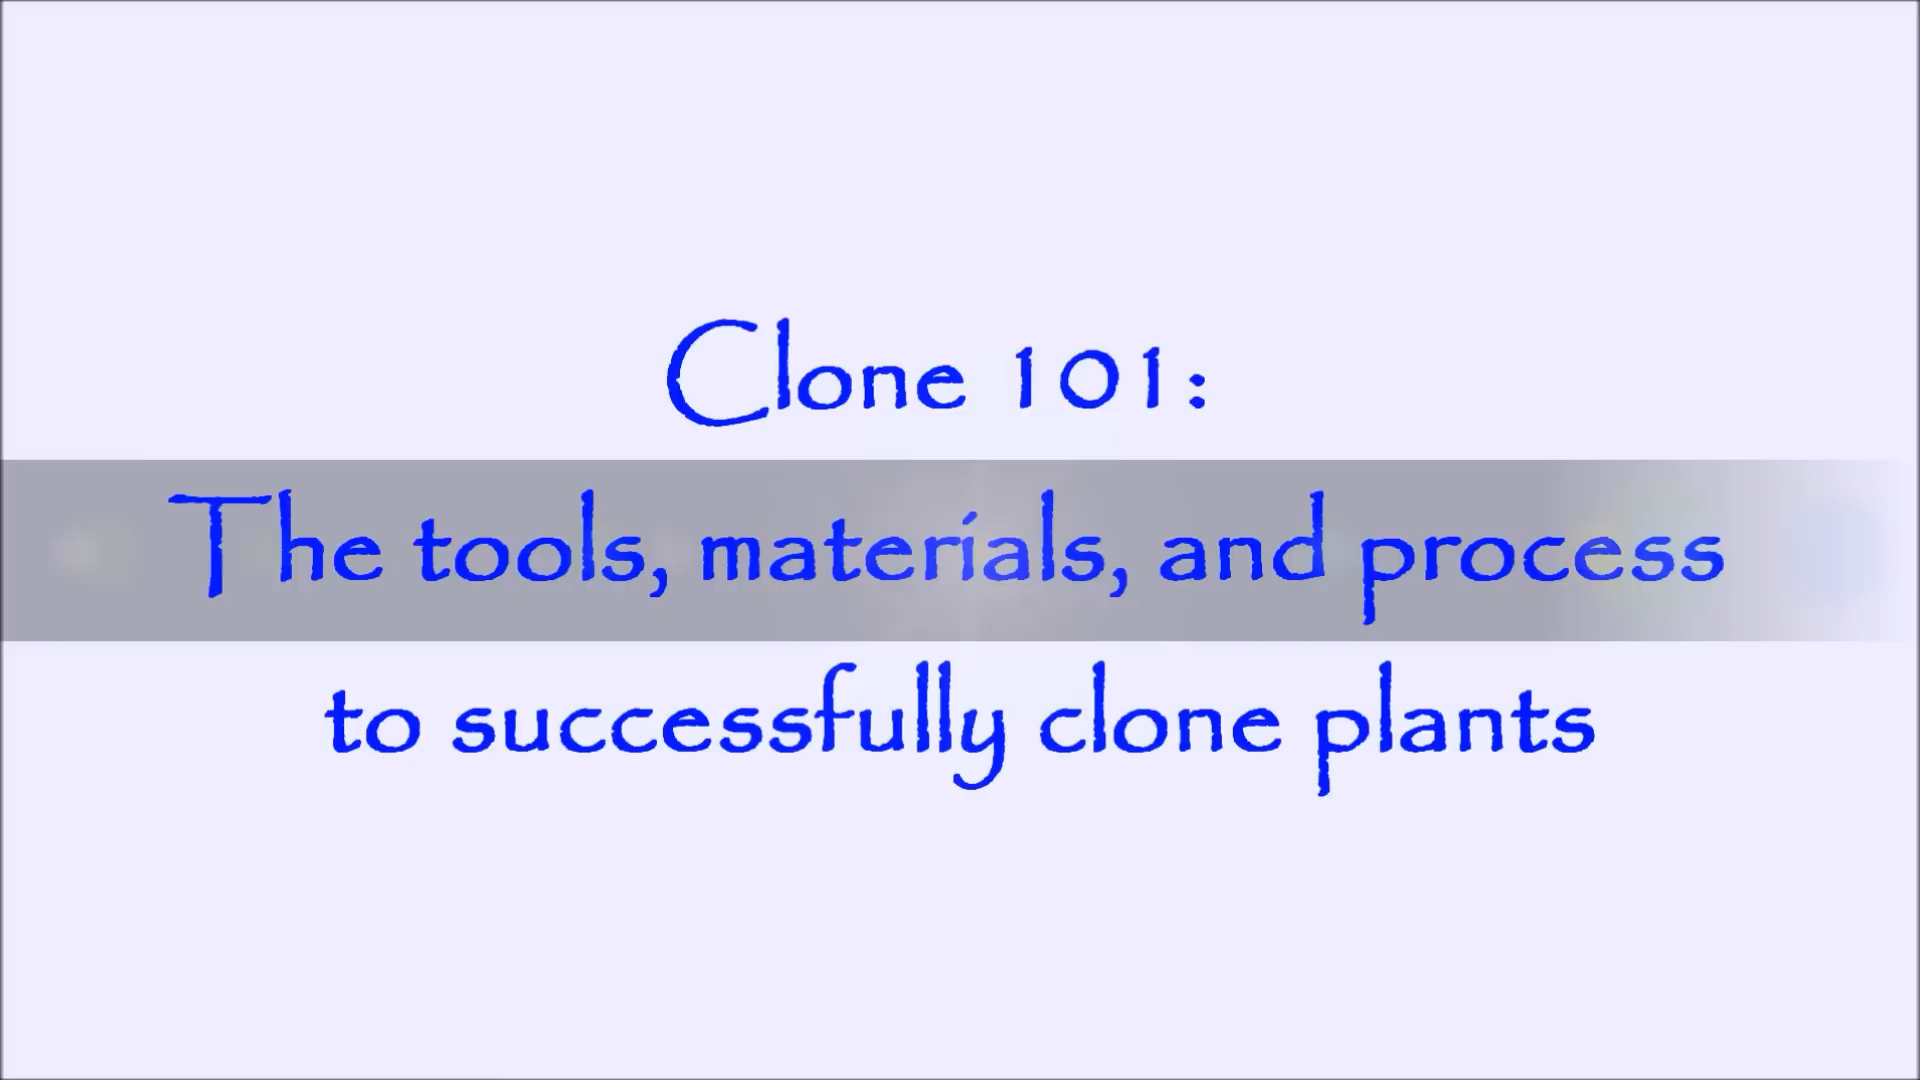 Clone 101:
The tools, materials, and process
to successfully clone plants